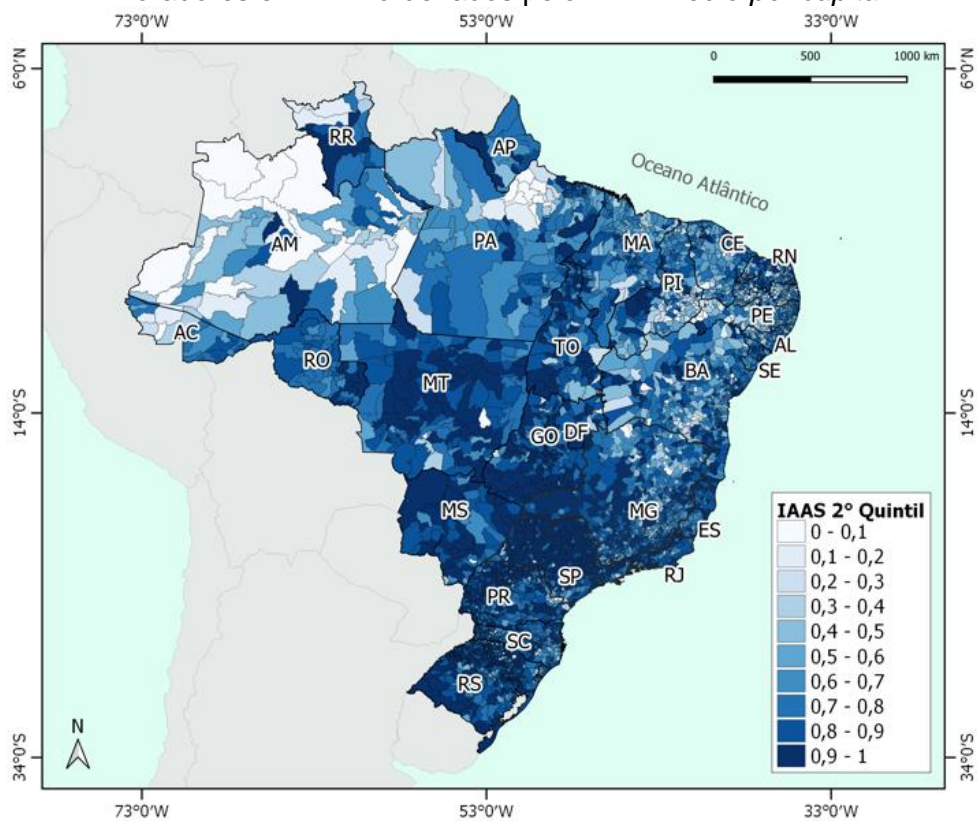 73°0'W 53°0'W 33°0'W
0 500 1000 km
6°0'N 6°0'N
RR
AP
Oceano Atlântico
AM PA MA CE
RN
PI
PE
AC
AL
RO TO
BA SE
MT
14°0'S 14°0'S
GO DF
MS MG
ES
SP RJ
PR
SC
RS
IAAS 2° Quintil
0 - 0,1
0,1 - 0,2
0,2 - 0,3
0,3 - 0,4
0,4 - 0,5
0,5 - 0,6
0,6 - 0,7
0,7 - 0,8
0,8 - 0,9
0,9 - 1
N
34°0'S 34°0'S
73°0'W 53°0'W 33°0'W